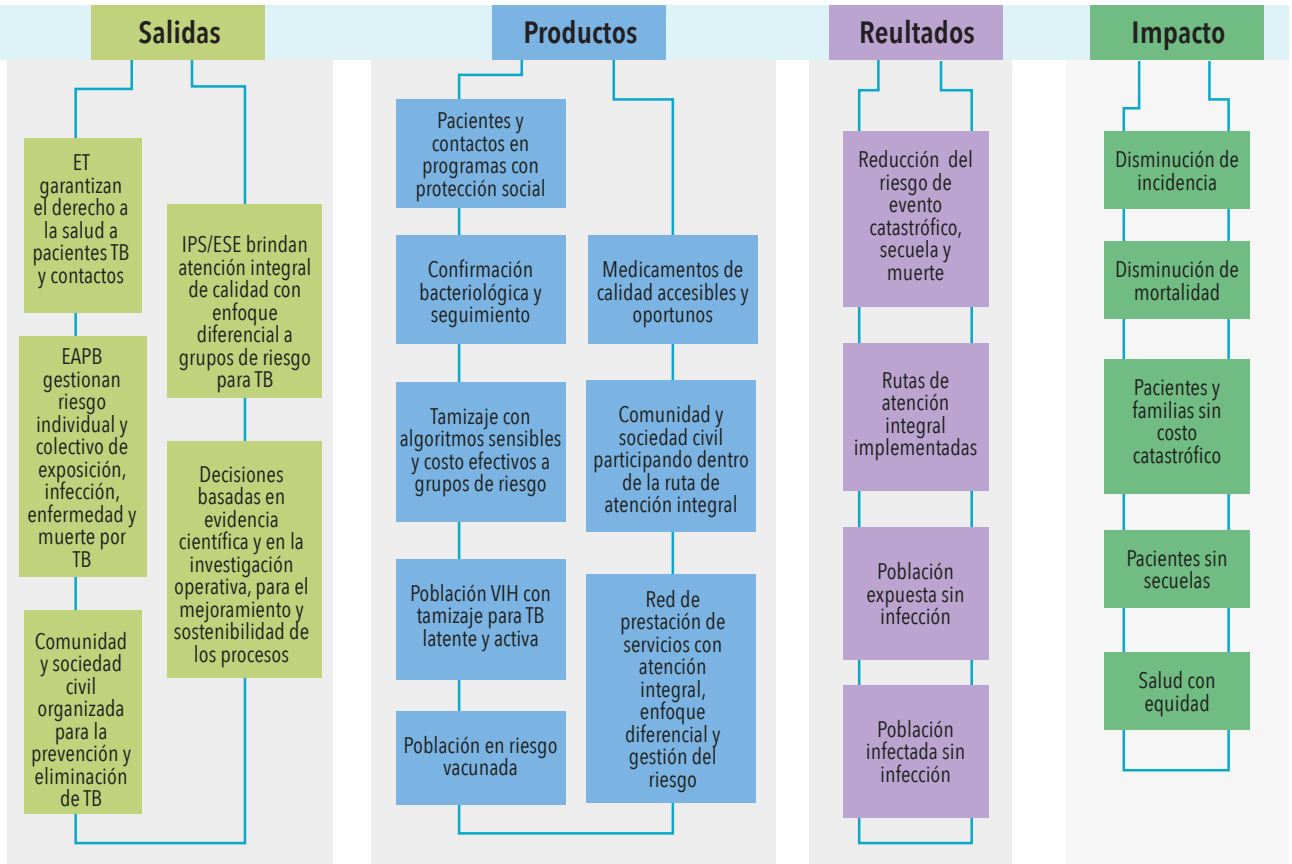 Salidas
ET
garantizan
el derecho a
la salud a
pacientes TB
y contactos
EAPB
gestionan
riesgo
individual y
colectivo de
exposición,
infección,
enfermedad y
muerte por
TB
Comunidad
y sociedad
civil
organizada
para la
prevención y
eliminación
de TB
IPS/ESE brindan
atención integral
de calidad con
enfoque
diferencial a
grupos de riesgo
para TB
Decisiones
basadas en
evidencia
científica y en la
investigación
operativa, para el
mejoramiento y
sostenibilidad de
los procesos
Productos
Pacientes y
contactos en
programas con
protección social
Confirmación
bacteriológica y
seguimiento
Tamizaje con
algoritmos sensibles
y costo efectivos a
grupos de riesgo
Población VIH con
tamizaje para TB
latente y activa
Población en riesgo
vacunada
Medicamentos de
calidad accesibles y
oportunos
Comunidad y
sociedad civil
participando dentro
de la ruta de
atención integral
Red de
prestación de
servicios con
atención
integral,
enfoque
diferencial y
gestión del
riesgo
Reultados
Reducción del
riesgo de
evento
catastrófico,
secuela y
muerte
Rutas de
atención
integral
implementadas
Población
expuesta sin
infección
Población
infectada sin
infección
Impacto
Disminución de
incidencia
Disminución de
mortalidad
Pacientes y
familias sin
costo
catastrófico
Pacientes sin
secuelas
Salud con
equidad